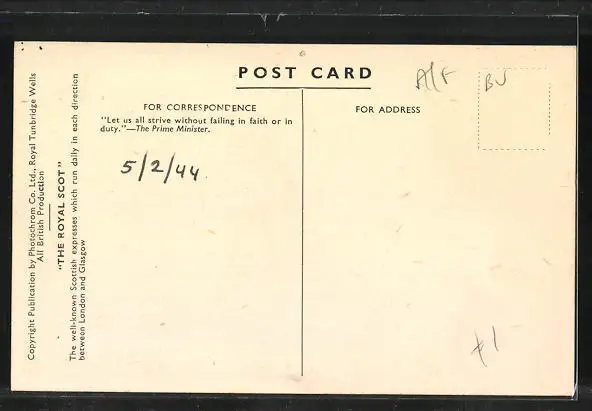 POST CARD
A/F
BU
FOR CORRESPONDENCE
"Let us all strive without failing in faith or in
duty."—The Prime Minister.
5/2/44.
FOR ADDRESS
Copyright Publication by Photochrom Co. Ltd., Royal Tunbridge Wells
All British Production
"THE ROYAL SCOT"
The well-known Scottish expresses which run daily in each direction
between London and Glasgow